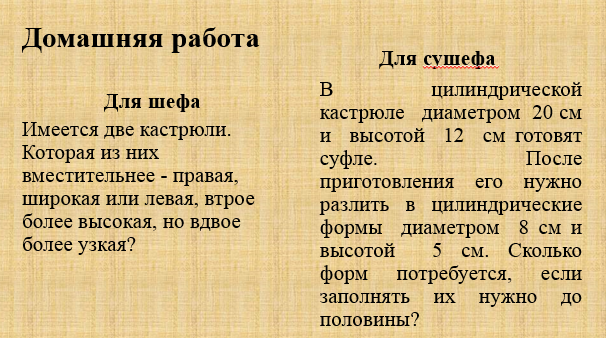 Домашняя работа
Для шефа
Имеется две кастрюли.
Которая из них
вместительнее - правая,
широкая или левая, втрое
более высокая, но вдвое
более узкая?
Для сушефа
В цилиндрической
кастрюле диаметром 20 см
и высотой 12 см готовят
суфле. После
приготовления его нужно
разлить в цилиндрические
формы диаметром 8 см и
высотой 5 см. Сколько
форм потребуется, если
заполнять их нужно до
половины?